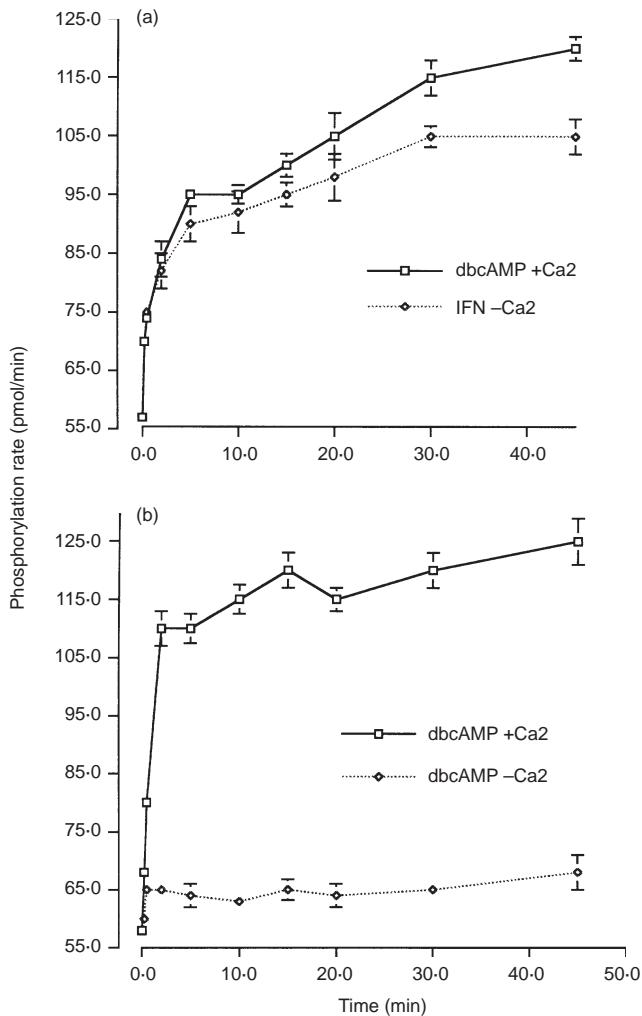 (a)
125·0
115·0
105·0
95·0
85·0
75·0
65·0
55·0
dbcAMP +Ca2
IFN –Ca2
0·0 10·0 20·0 30·0 40·0
Phosphorylation rate (pmol/min)
(b)
125·0
115·0
105·0
95·0
85·0
75·0
65·0
55·0
dbcAMP +Ca2
dbcAMP –Ca2
0·0 10·0 20·0 30·0 40·0 50·0
Time (min)